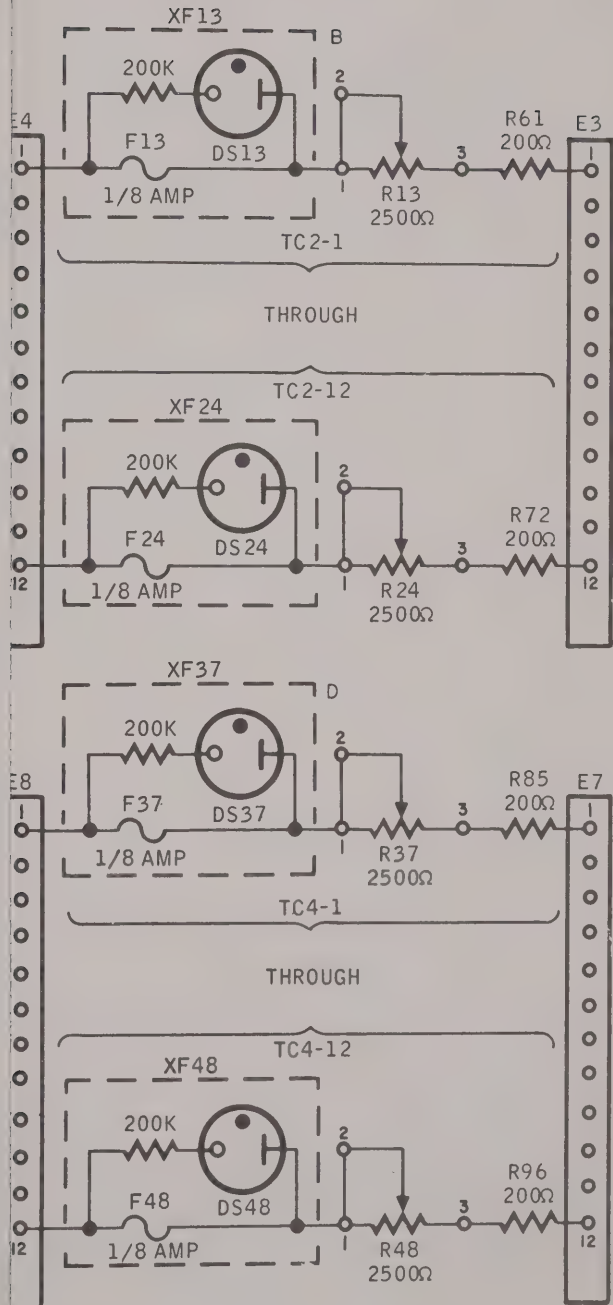 XF13
B
200K
2
E4
R61
E3
200Ω
F13
DS13
1
3
1
1/8 AMP
1
R13
2500Ω
TC2-1
THROUGH
TC2-12
XF24
200K
2
R72
200Ω
F24
DS24
12
1/8 AMP
1
3
12
R24
2500Ω
XF37
D
200K
2
E8
R85
E7
200Ω
F37
DS37
1
3
1
1/8 AMP
1
R37
2500Ω
TC4-1
THROUGH
TC4-12
XF48
200K
2
R96
200Ω
F48
DS48
12
1/8 AMP
1
3
12
R48
2500Ω